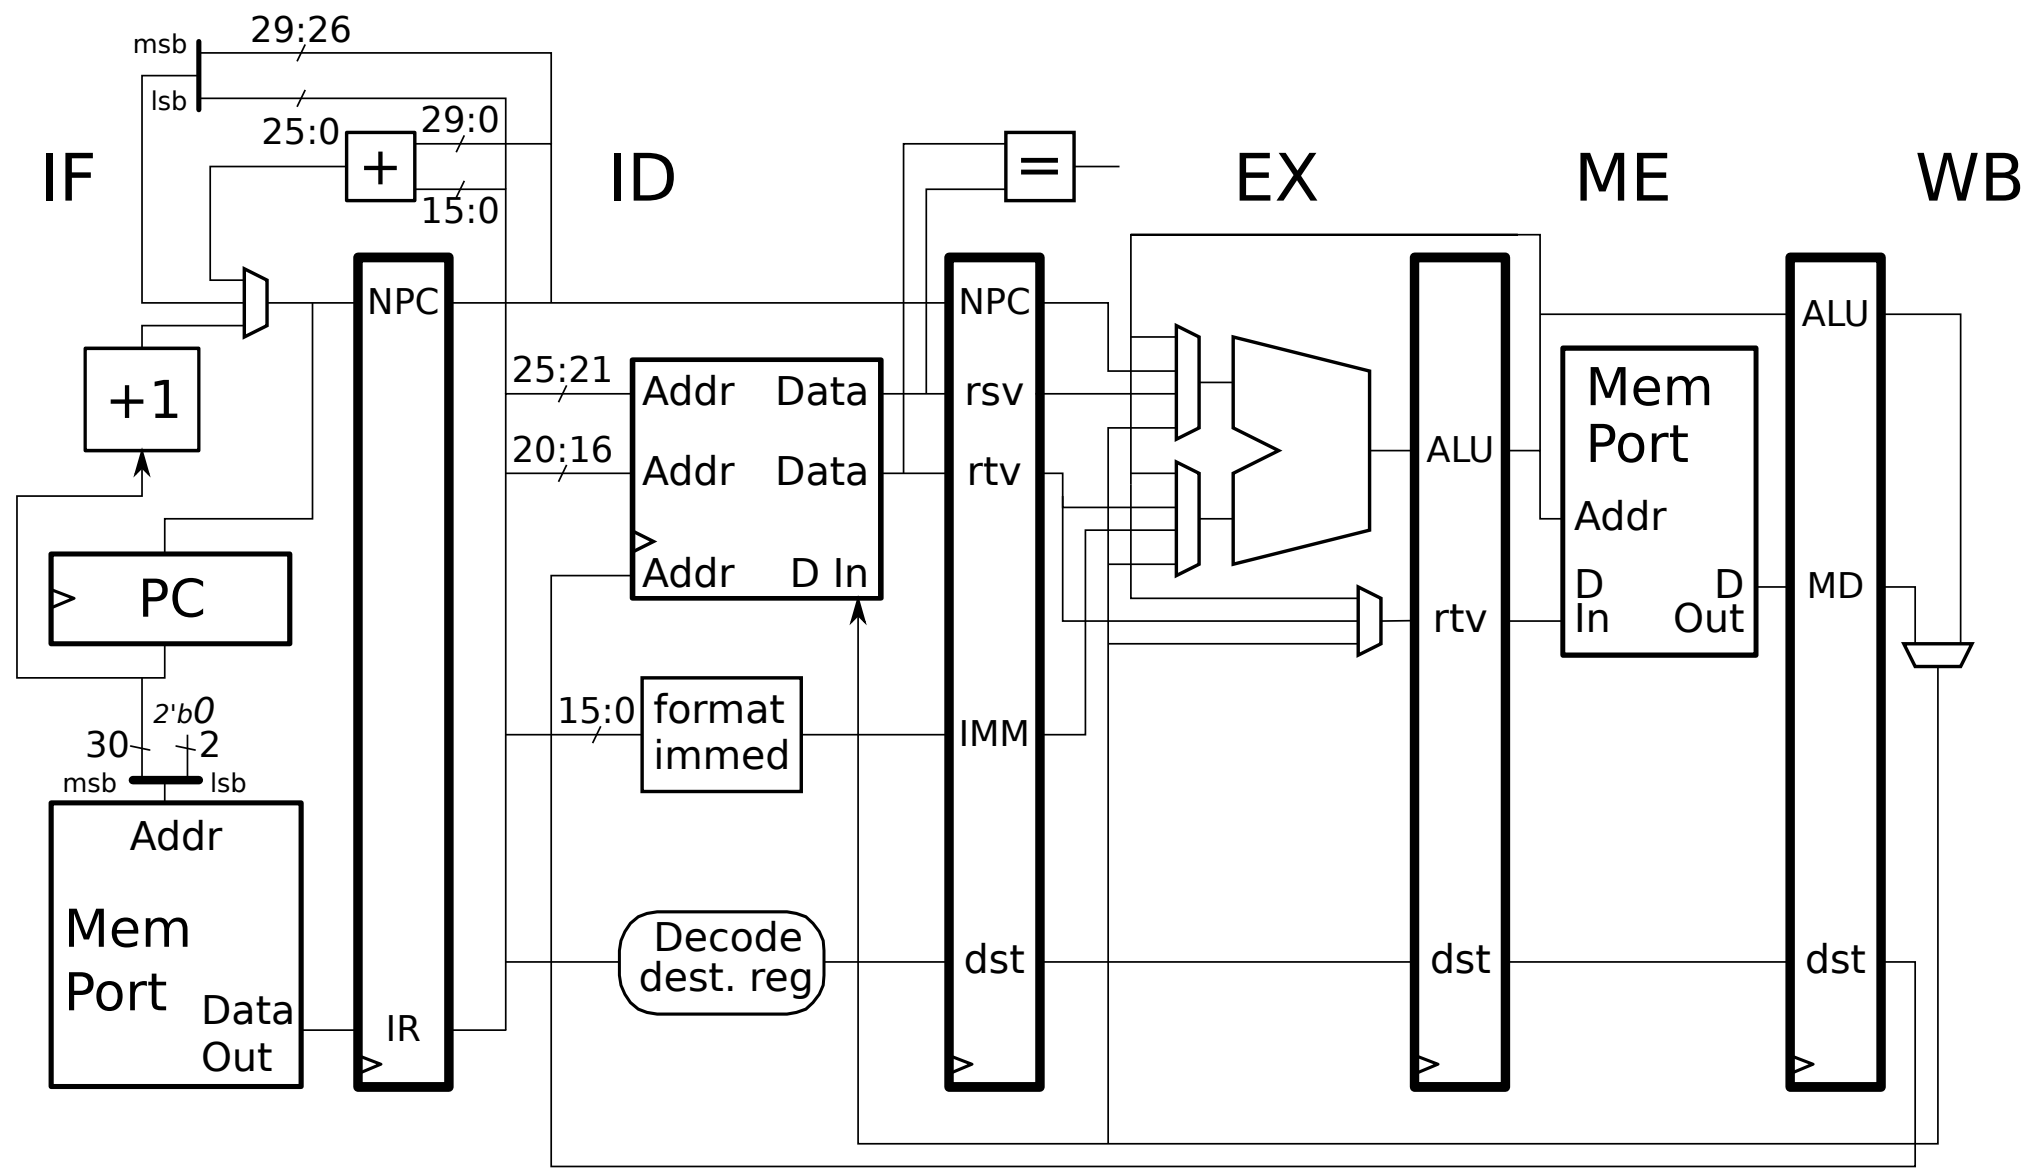 msb
29:26
lsb
25:0
29:0
15:0
+
=
IF
ID
EX
ME
WB
NPC
NPC
ALU
+1
25:21
Addr
Data
rsv
20:16
Addr
Data
rtv
ALU
Mem
Port
Addr
Addr
D In
PC
rtv
D
In
D
Out
MD
2'b0
30
2
msb
lsb
15:0
format
immed
IMM
Addr
Mem
Port
Data
Out
IR
Decode
dest. reg
dst
dst
dst